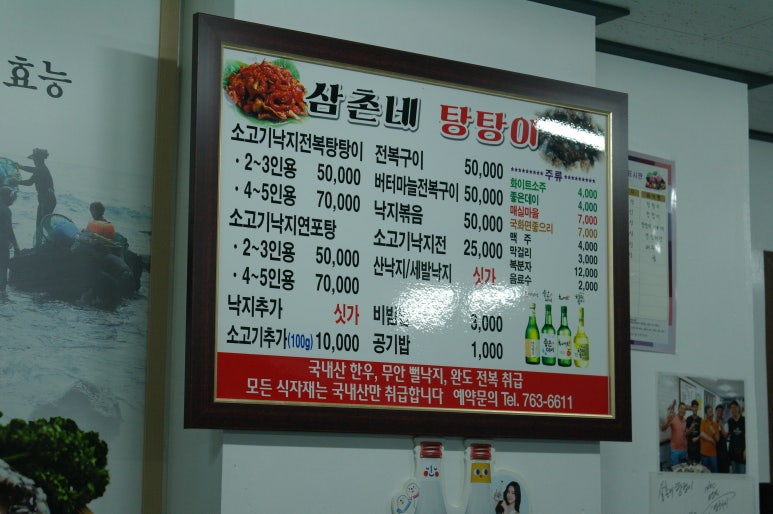 효능
삼촌네 탕탕이
소고기낙지전복탕탕이
· 2~3인용 50,000
· 4~5인용 70,000
소고기낙지연포탕
· 2~3인용 50,000
· 4~5인용 70,000
낙지추가 싯가
소고기추가(100g) 10,000
전복구이 50,000
버터마늘전복구이 50,000
낙지볶음 50,000
소고기낙지전 25,000
산낙지/세발낙지 싯가
3,000
공기밥 1,000
********** 주류 **********
화이트소주 4,000
좋은데이 4,000
매실마을 7,000
국화면좋으리 7,000
맥 주 4,000
막걸리 3,000
복분자 12,000
음료수 2,000
국내산 한우, 무안 뻘낙지, 완도 전복 취급
모든 식자재는 국내산만 취급합니다 예약문의 Tel. 763-6611